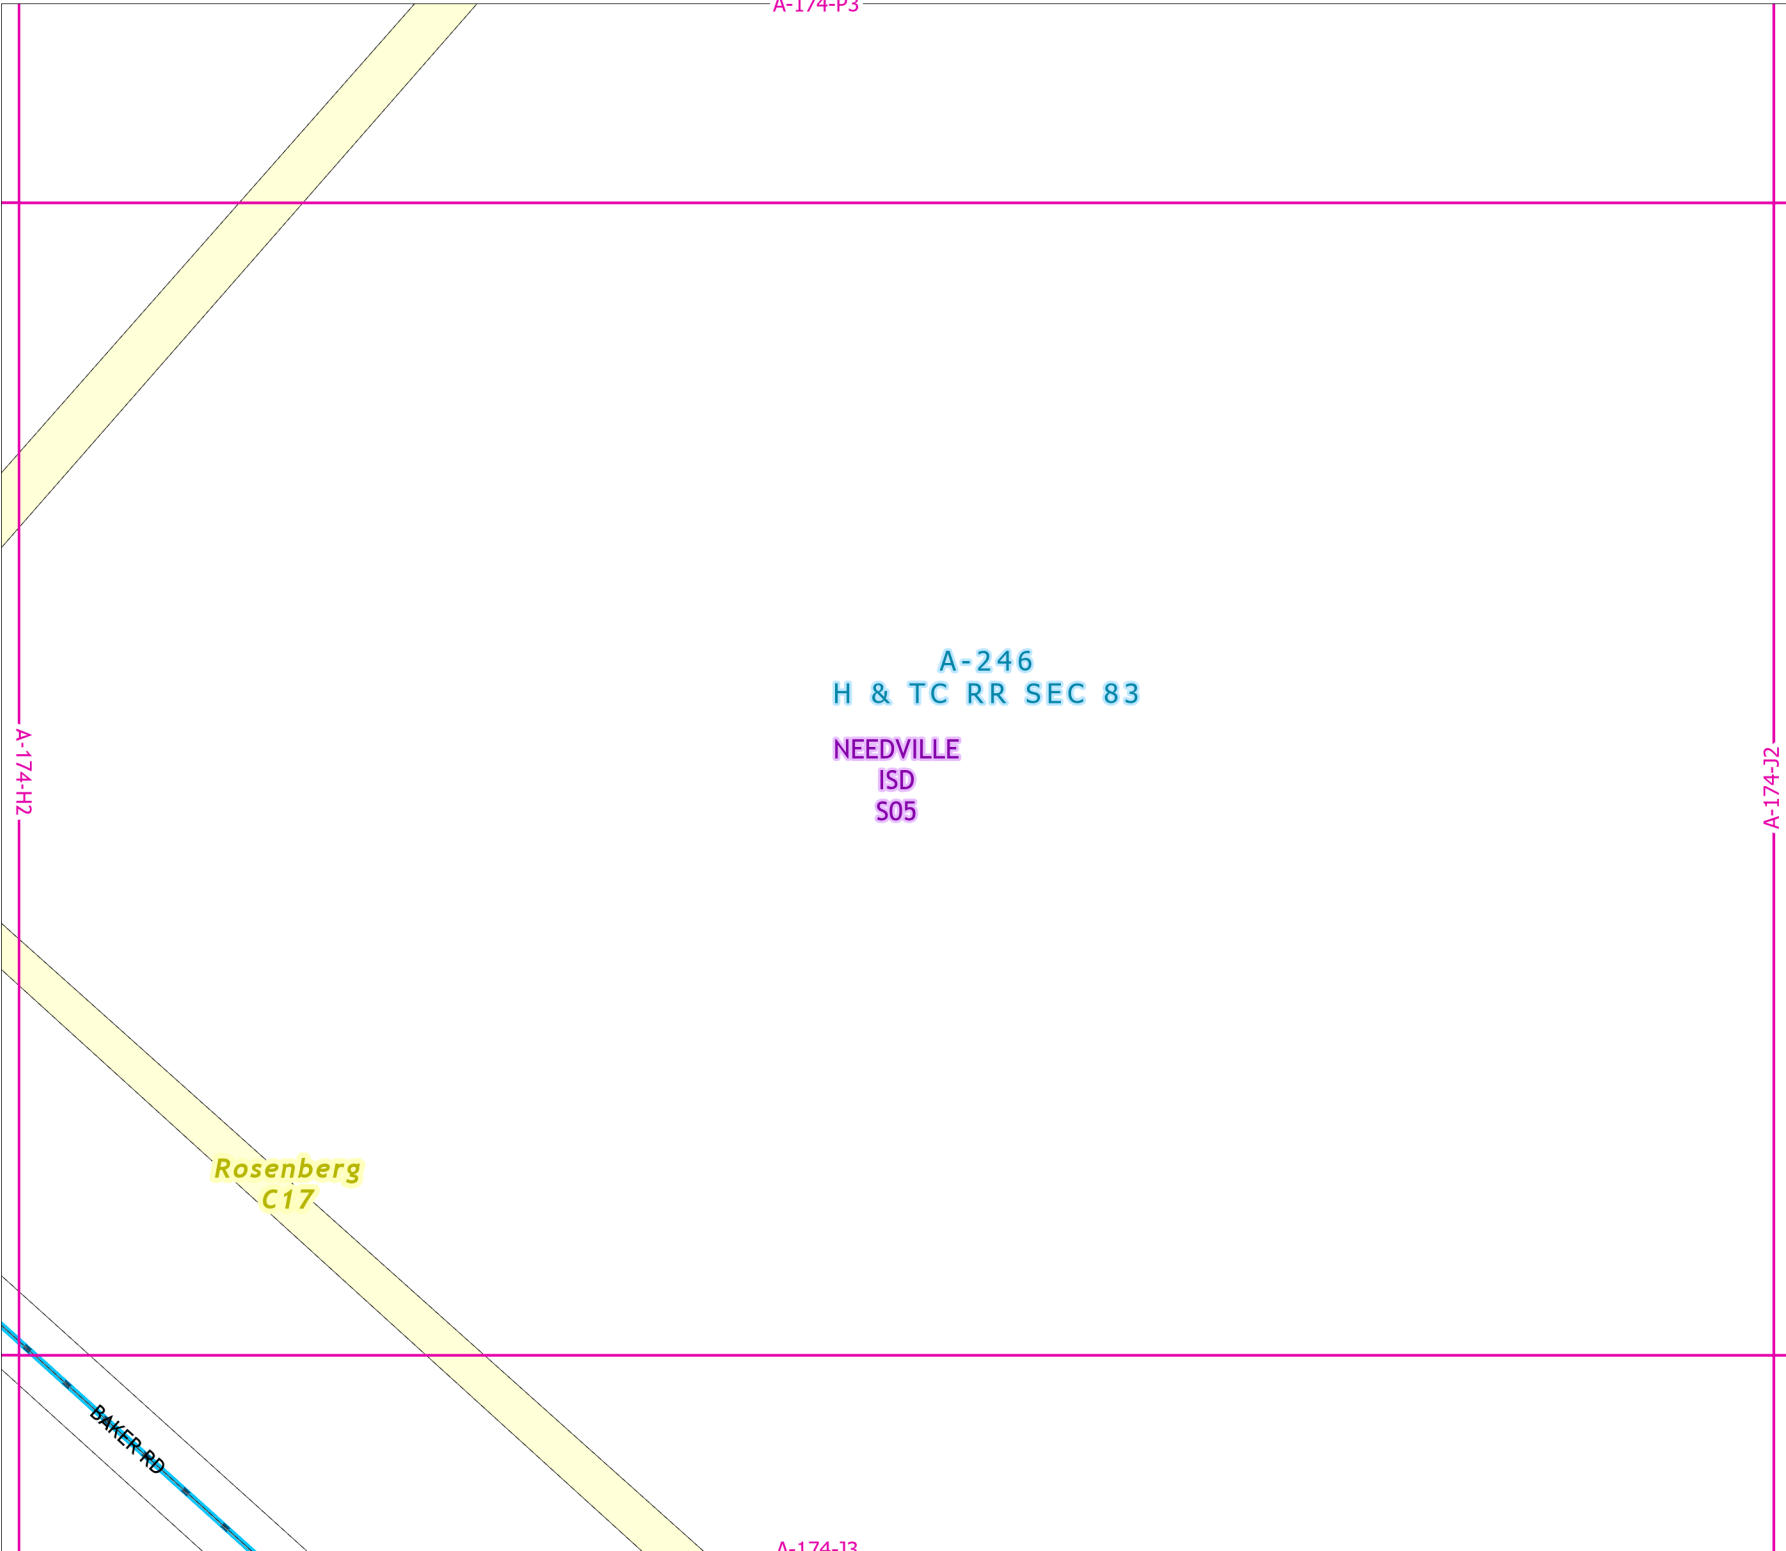 A-174-P3
A-246
H & TC RR SEC 83
NEEDVILLE
ISD
S05
A-174-H2
A-174-J2
Rosenberg
C17
BAKER RD
A-174-J3